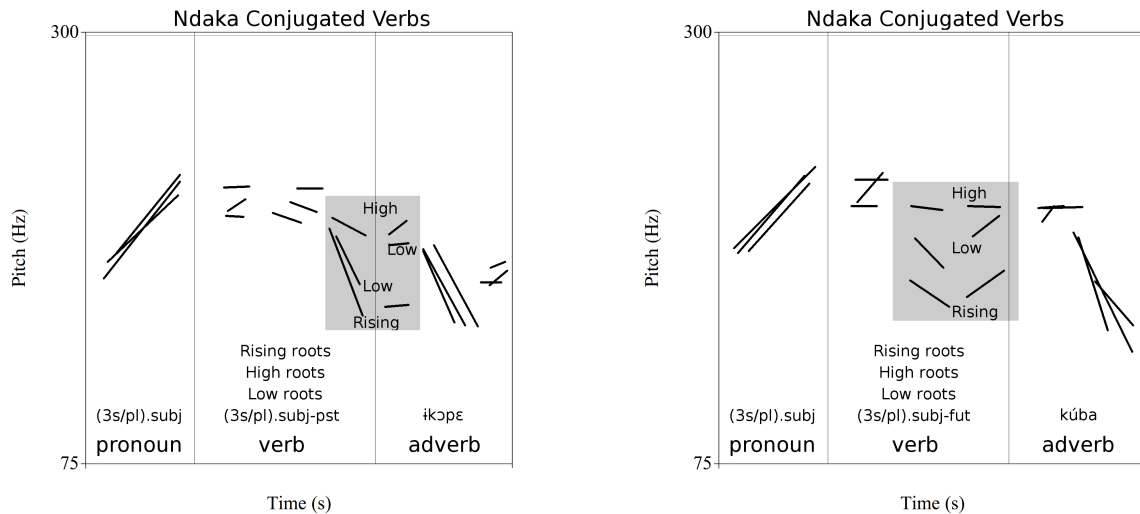 Ndaka Conjugated Verbs
300
Pitch (Hz)
High
Low
Low
Rising
Rising roots
High roots
Low roots
(3s/pl).subj (3s/pl).subj-pst ɨkɔpɛ
pronoun verb adverb
75
Time (s)
Ndaka Conjugated Verbs
300
Pitch (Hz)
High
Low
Rising
Rising roots
High roots
Low roots
(3s/pl).subj (3s/pl).subj-fut kúba
pronoun verb adverb
75
Time (s)